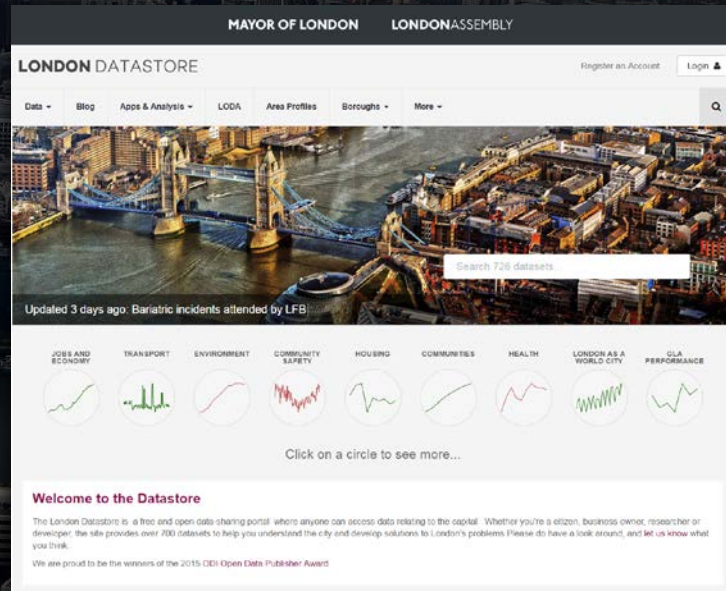 MAYOR OF LONDON LONDONASSEMBLY
LONDON DATASTORE
Register an Account Login
Data Blog Apps & Analysis LODA Area Profiles Boroughs More
Search 726 datasets...
Updated 3 days ago: Bariatric incidents attended by LFB
JOBS AND ECONOMY
TRANSPORT
ENVIRONMENT
COMMUNITY SAFETY
HOUSING
COMMUNITIES
HEALTH
LONDON AS A WORLD CITY
GLA PERFORMANCE
Click on a circle to see more...
Welcome to the Datastore
The London Datastore is a free and open data-sharing portal where anyone can access data relating to the capital. Whether you're a citizen, business owner, researcher or
developer, the site provides over 700 datasets to help you understand the city and develop solutions to London's problems. Please do have a look around, and let us know what
you think.
We are proud to be the winners of the 2015 ODI Open Data Publisher Award